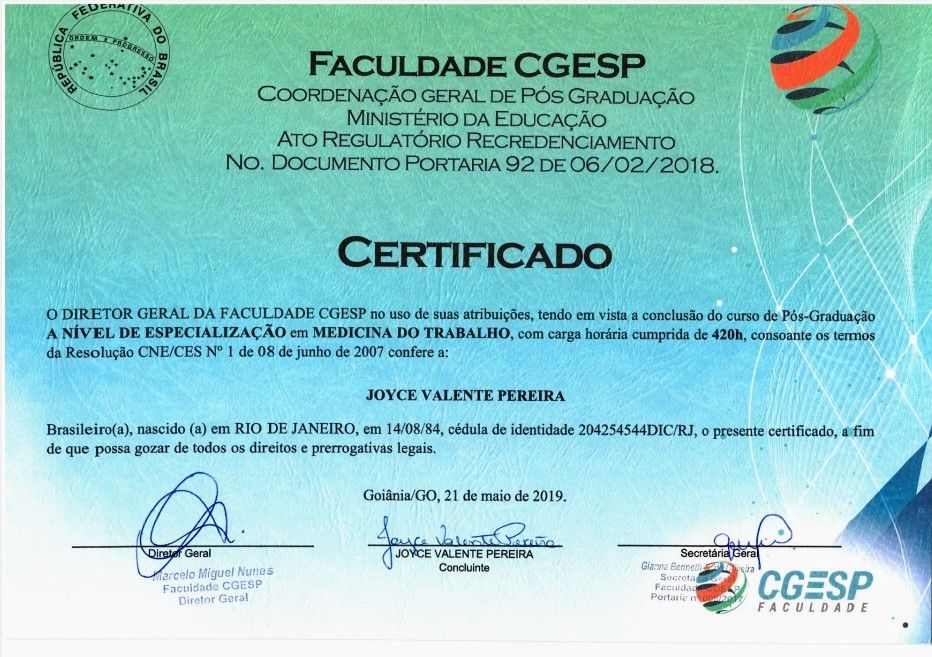 REPÚBLICA FEDERATIVA DO BRASIL
ORDEM E PROGRESSO
FACULDADE CGESP
COORDENAÇÃO GERAL DE PÓS GRADUAÇÃO
MINISTÉRIO DA EDUCAÇÃO
ATO REGULATÓRIO RECREDENCIAMENTO
NO. DOCUMENTO PORTARIA 92 DE 06/02/2018.
CERTIFICADO
O DIRETOR GERAL DA FACULDADE CGESP no uso de suas atribuições, tendo em vista a conclusão do curso de Pós-Graduação
A NÍVEL DE ESPECIALIZAÇÃO em MEDICINA DO TRABALHO, com carga horária cumprida de 420h, consoante os termos
da Resolução CNE/CES Nº 1 de 08 de junho de 2007 confere a:
JOYCE VALENTE PEREIRA
Brasileiro(a), nascido (a) em RIO DE JANEIRO, em 14/08/84, cédula de identidade 204254544DIC/RJ, o presente certificado, a fim
de que possa gozar de todos os direitos e prerrogativas legais.
Goiânia/GO, 21 de maio de 2019.
Joyce Valente Pereira
Diretor Geral
JOYCE VALENTE PEREIRA
Secretária Geral
Concluinte
Marcelo Miguel Nunes
Faculdade CGESP
Diretor Geral
Gianna Benneth
Portaria n
CGESP
FACULDADE